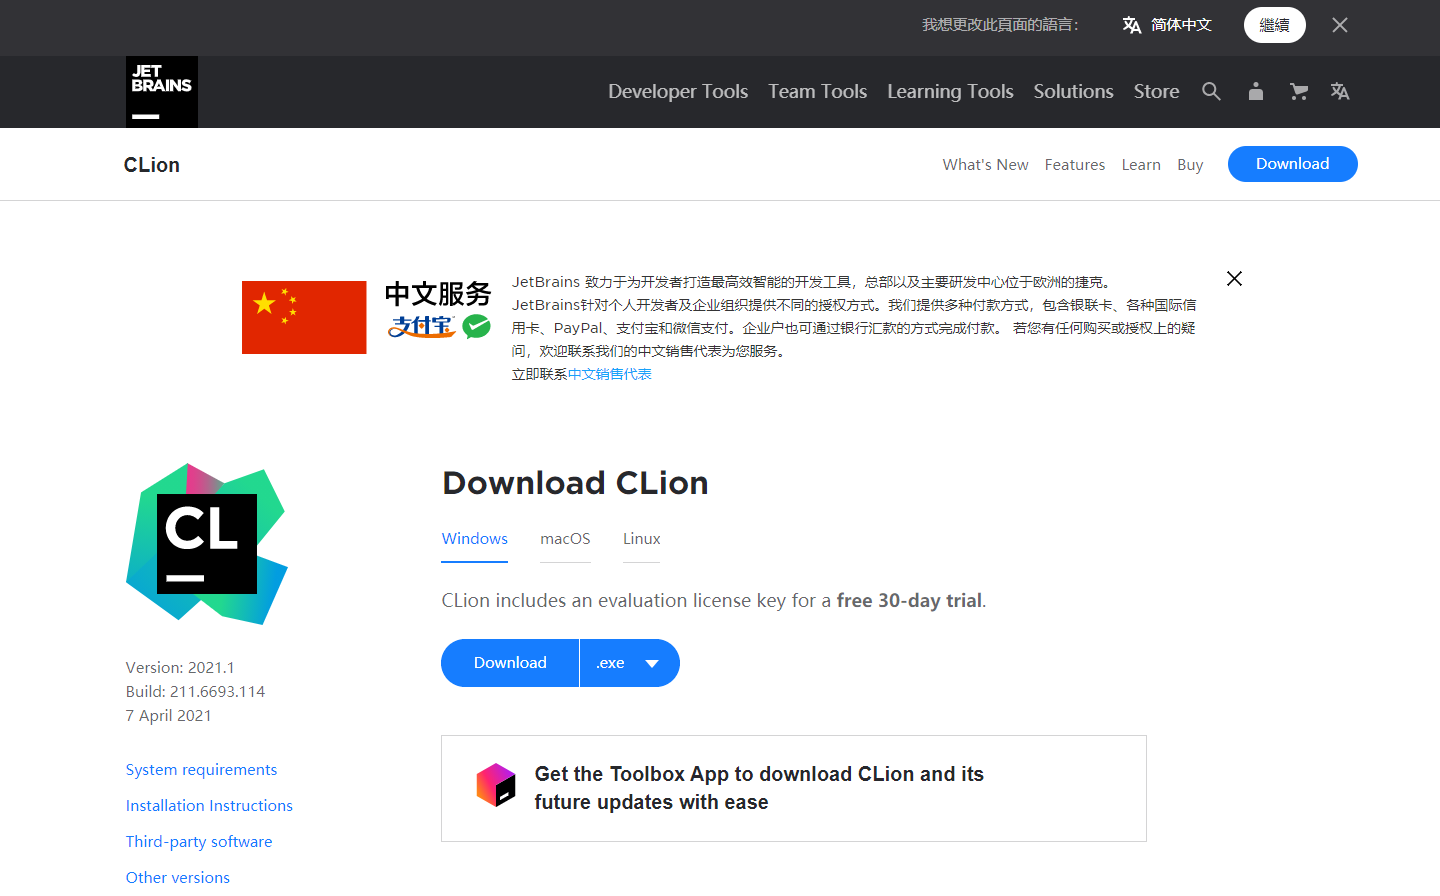 我想更改此頁面的語言：
简体中文
繼續
JET
BRAINS
Developer Tools
Team Tools
Learning Tools
Solutions
Store
CLion
What's New
Features
Learn
Buy
Download
中文服务
支付宝
JetBrains 致力于为开发者打造最高效智能的开发工具，总部以及主要研发中心位于欧洲的捷克。
JetBrains针对个人开发者及企业组织提供不同的授权方式。我们提供多种付款方式，包含银联卡、各种国际信
用卡、PayPal、支付宝和微信支付。企业户也可通过银行汇款的方式完成付款。 若您有任何购买或授权上的疑
问，欢迎联系我们的中文销售代表为您服务。
立即联系中文销售代表
CL
Download CLion
Windows
macOS
Linux
CLion includes an evaluation license key for a free 30-day trial.
Download
.exe
Version: 2021.1
Build: 211.6693.114
7 April 2021
System requirements
Installation Instructions
Third-party software
Other versions
Get the Toolbox App to download CLion and its
future updates with ease